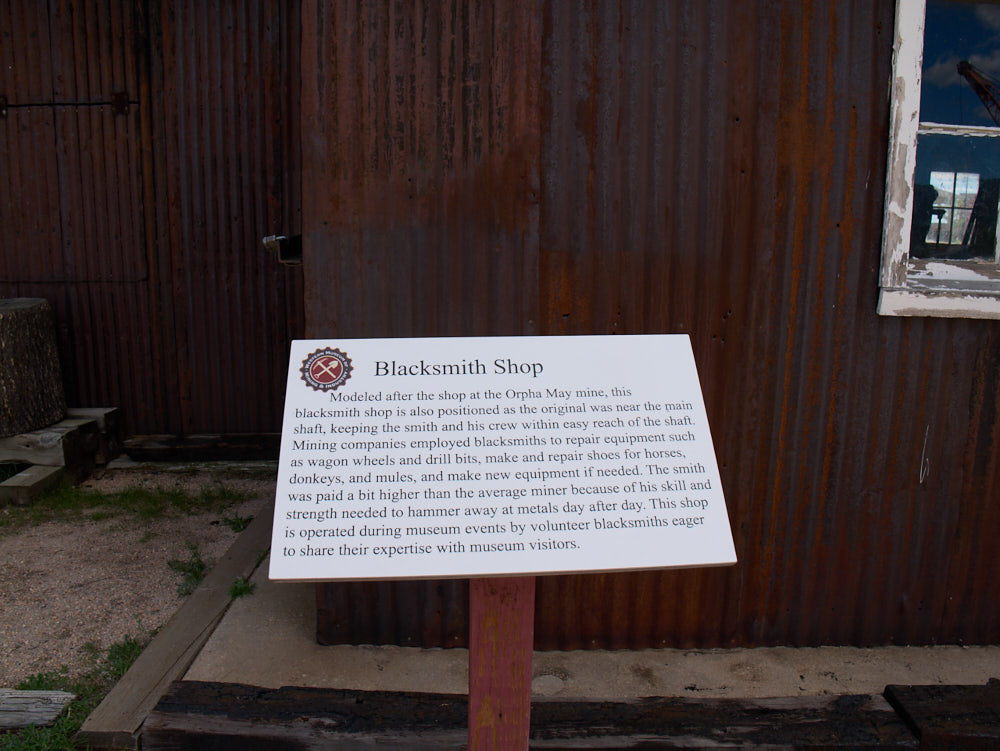 WESTERN MUSEUM OF
MINING & INDUSTRY
Blacksmith Shop
Modeled after the shop at the Orpha May mine, this
blacksmith shop is also positioned as the original was near the main
shaft, keeping the smith and his crew within easy reach of the shaft.
Mining companies employed blacksmiths to repair equipment such
as wagon wheels and drill bits, make and repair shoes for horses,
donkeys, and mules, and make new equipment if needed. The smith
was paid a bit higher than the average miner because of his skill and
strength needed to hammer away at metals day after day. This shop
is operated during museum events by volunteer blacksmiths eager
to share their expertise with museum visitors.